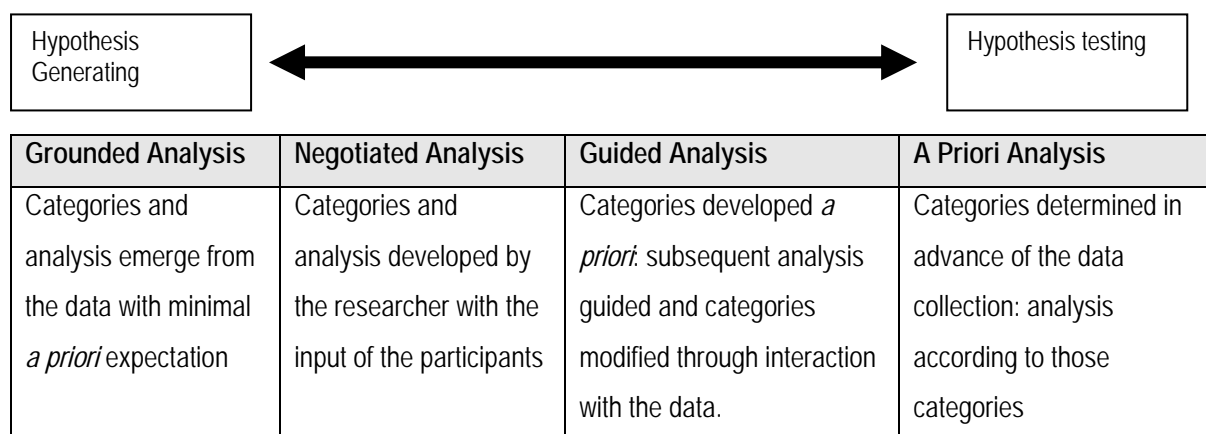 Hypothesis
Generating
Hypothesis testing
Grounded Analysis
Categories and
analysis emerge from
the data with minimal
a priori expectation
Negotiated Analysis
Categories and
analysis developed by
the researcher with the
input of the participants
Guided Analysis
Categories developed a
priori: subsequent analysis
guided and categories
modified through interaction
with the data.
A Priori Analysis
Categories determined in
advance of the data
collection: analysis
according to those
categories